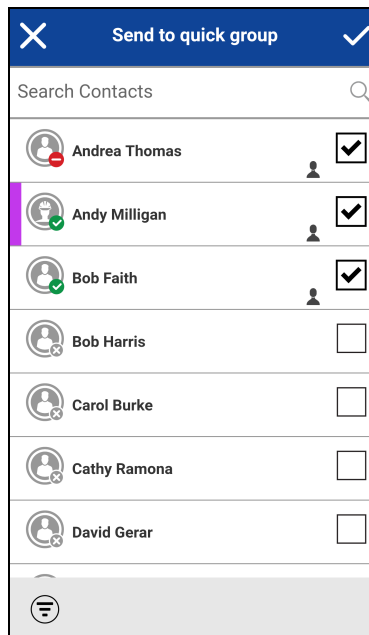 Send to quick group
Search Contacts
Andrea Thomas
Andy Milligan
Bob Faith
Bob Harris
Carol Burke
Cathy Ramona
David Gerar